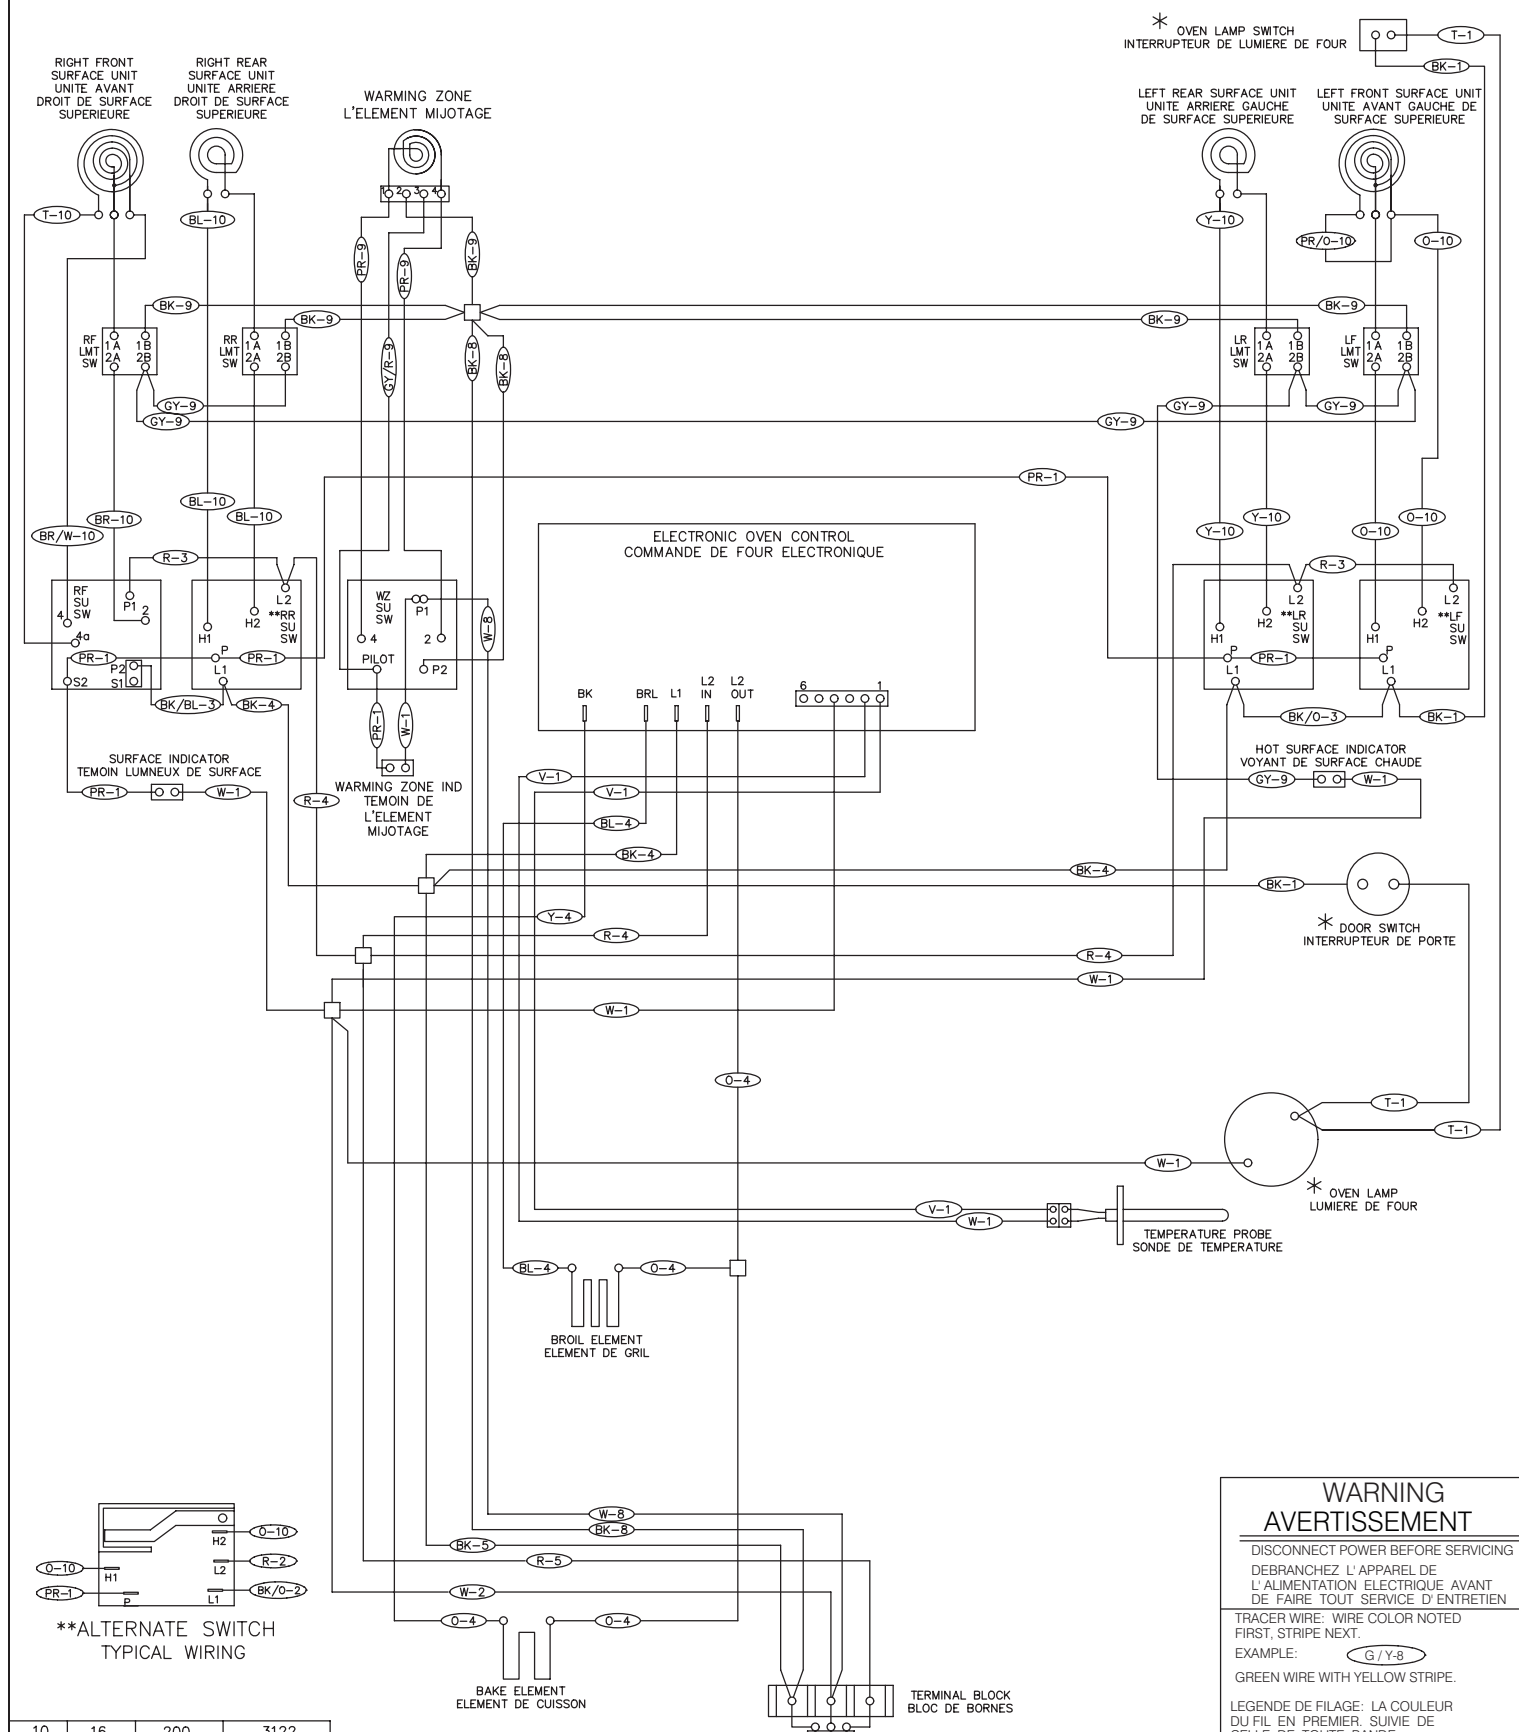 OVEN LAMP SWITCH
INTERRUPTEUR DE LUMIERE DE FOUR
T-1
BK-1
RIGHT FRONT
SURFACE UNIT
UNITE AVANT
DROIT DE SURFACE
SUPERIEURE
RIGHT REAR
SURFACE UNIT
UNITE ARRIERE
DROIT DE SURFACE
SUPERIEURE
WARMING ZONE
L'ELEMENT MIJOTAGE
LEFT REAR SURFACE UNIT
UNITE ARRIERE GAUCHE
DE SURFACE SUPERIEURE
LEFT FRONT SURFACE UNIT
UNITE AVANT GAUCHE DE
SURFACE SUPERIEURE
1 2 3 4
T-10
BL-10
Y-10
PR/O-10
O-10
PR-9
PR-9
BK-9
BK-9
BK-9
BK-9
BK-9
RF
LMT
SW
1A 1B
2A 2B
RR
LMT
SW
1A 1B
2A 2B
GY/R-9
BK-8
BK-8
LR
LMT
SW
1A 1B
2A 2B
LF
LMT
SW
1A 1B
2A 2B
GY-9
GY-9
GY-9
GY-9
GY-9
PR-1
BR/W-10
BR-10
BL-10
BL-10
Y-10
Y-10
O-10
O-10
ELECTRONIC OVEN CONTROL
COMMANDE DE FOUR ELECTRONIQUE
R-3
R-3
RF
SU
SW
4
4a
P1
2
PR-1
P2
S1
S2
L2
**RR
SU
SW
H1
H2
P
L1
PR-1
WZ
SU
SW
P1
4
2
PILOT
P2
W-8
L2
**LR
SU
SW
H1
H2
P
L1
PR-1
L2
**LF
SU
SW
H1
H2
P
L1
BK/BL-3
BK-4
PR-1
W-1
BK
BRL
L1
L2
IN
L2
OUT
6
1
BK/O-3
BK-1
SURFACE INDICATOR
TEMOIN LUMNEUX DE SURFACE
PR-1
W-1
R-4
WARMING ZONE IND
TEMOIN DE
L'ELEMENT
MIJOTAGE
V-1
V-1
BL-4
BK-4
HOT SURFACE INDICATOR
VOYANT DE SURFACE CHAUDE
GY-9
W-1
BK-4
BK-1
DOOR SWITCH
INTERRUPTEUR DE PORTE
Y-4
R-4
R-4
W-1
W-1
O-4
T-1
T-1
W-1
OVEN LAMP
LUMIERE DE FOUR
V-1
W-1
TEMPERATURE PROBE
SONDE DE TEMPERATURE
BL-4
O-4
BROIL ELEMENT
ELEMENT DE GRIL
W-8
BK-8
BK-5
R-5
W-2
O-4
O-4
BAKE ELEMENT
ELEMENT DE CUISSON
TERMINAL BLOCK
BLOC DE BORNES
O-10
H2
R-2
L2
O-10
H1
PR-1
P
L1
BK/O-2
**ALTERNATE SWITCH
TYPICAL WIRING
10 16 200 3122
WARNING
AVERTISSEMENT
DISCONNECT POWER BEFORE SERVICING
DEBRANCHEZ L' APPAREL DE
L' ALIMENTATION ELECTRIQUE AVANT
DE FAIRE TOUT SERVICE D' ENTRETIEN
TRACER WIRE: WIRE COLOR NOTED
FIRST, STRIPE NEXT.
EXAMPLE: G / Y-8
GREEN WIRE WITH YELLOW STRIPE.
LEGENDE DE FILAGE: LA COULEUR
DU FIL EN PREMIER. SUIVIE DE